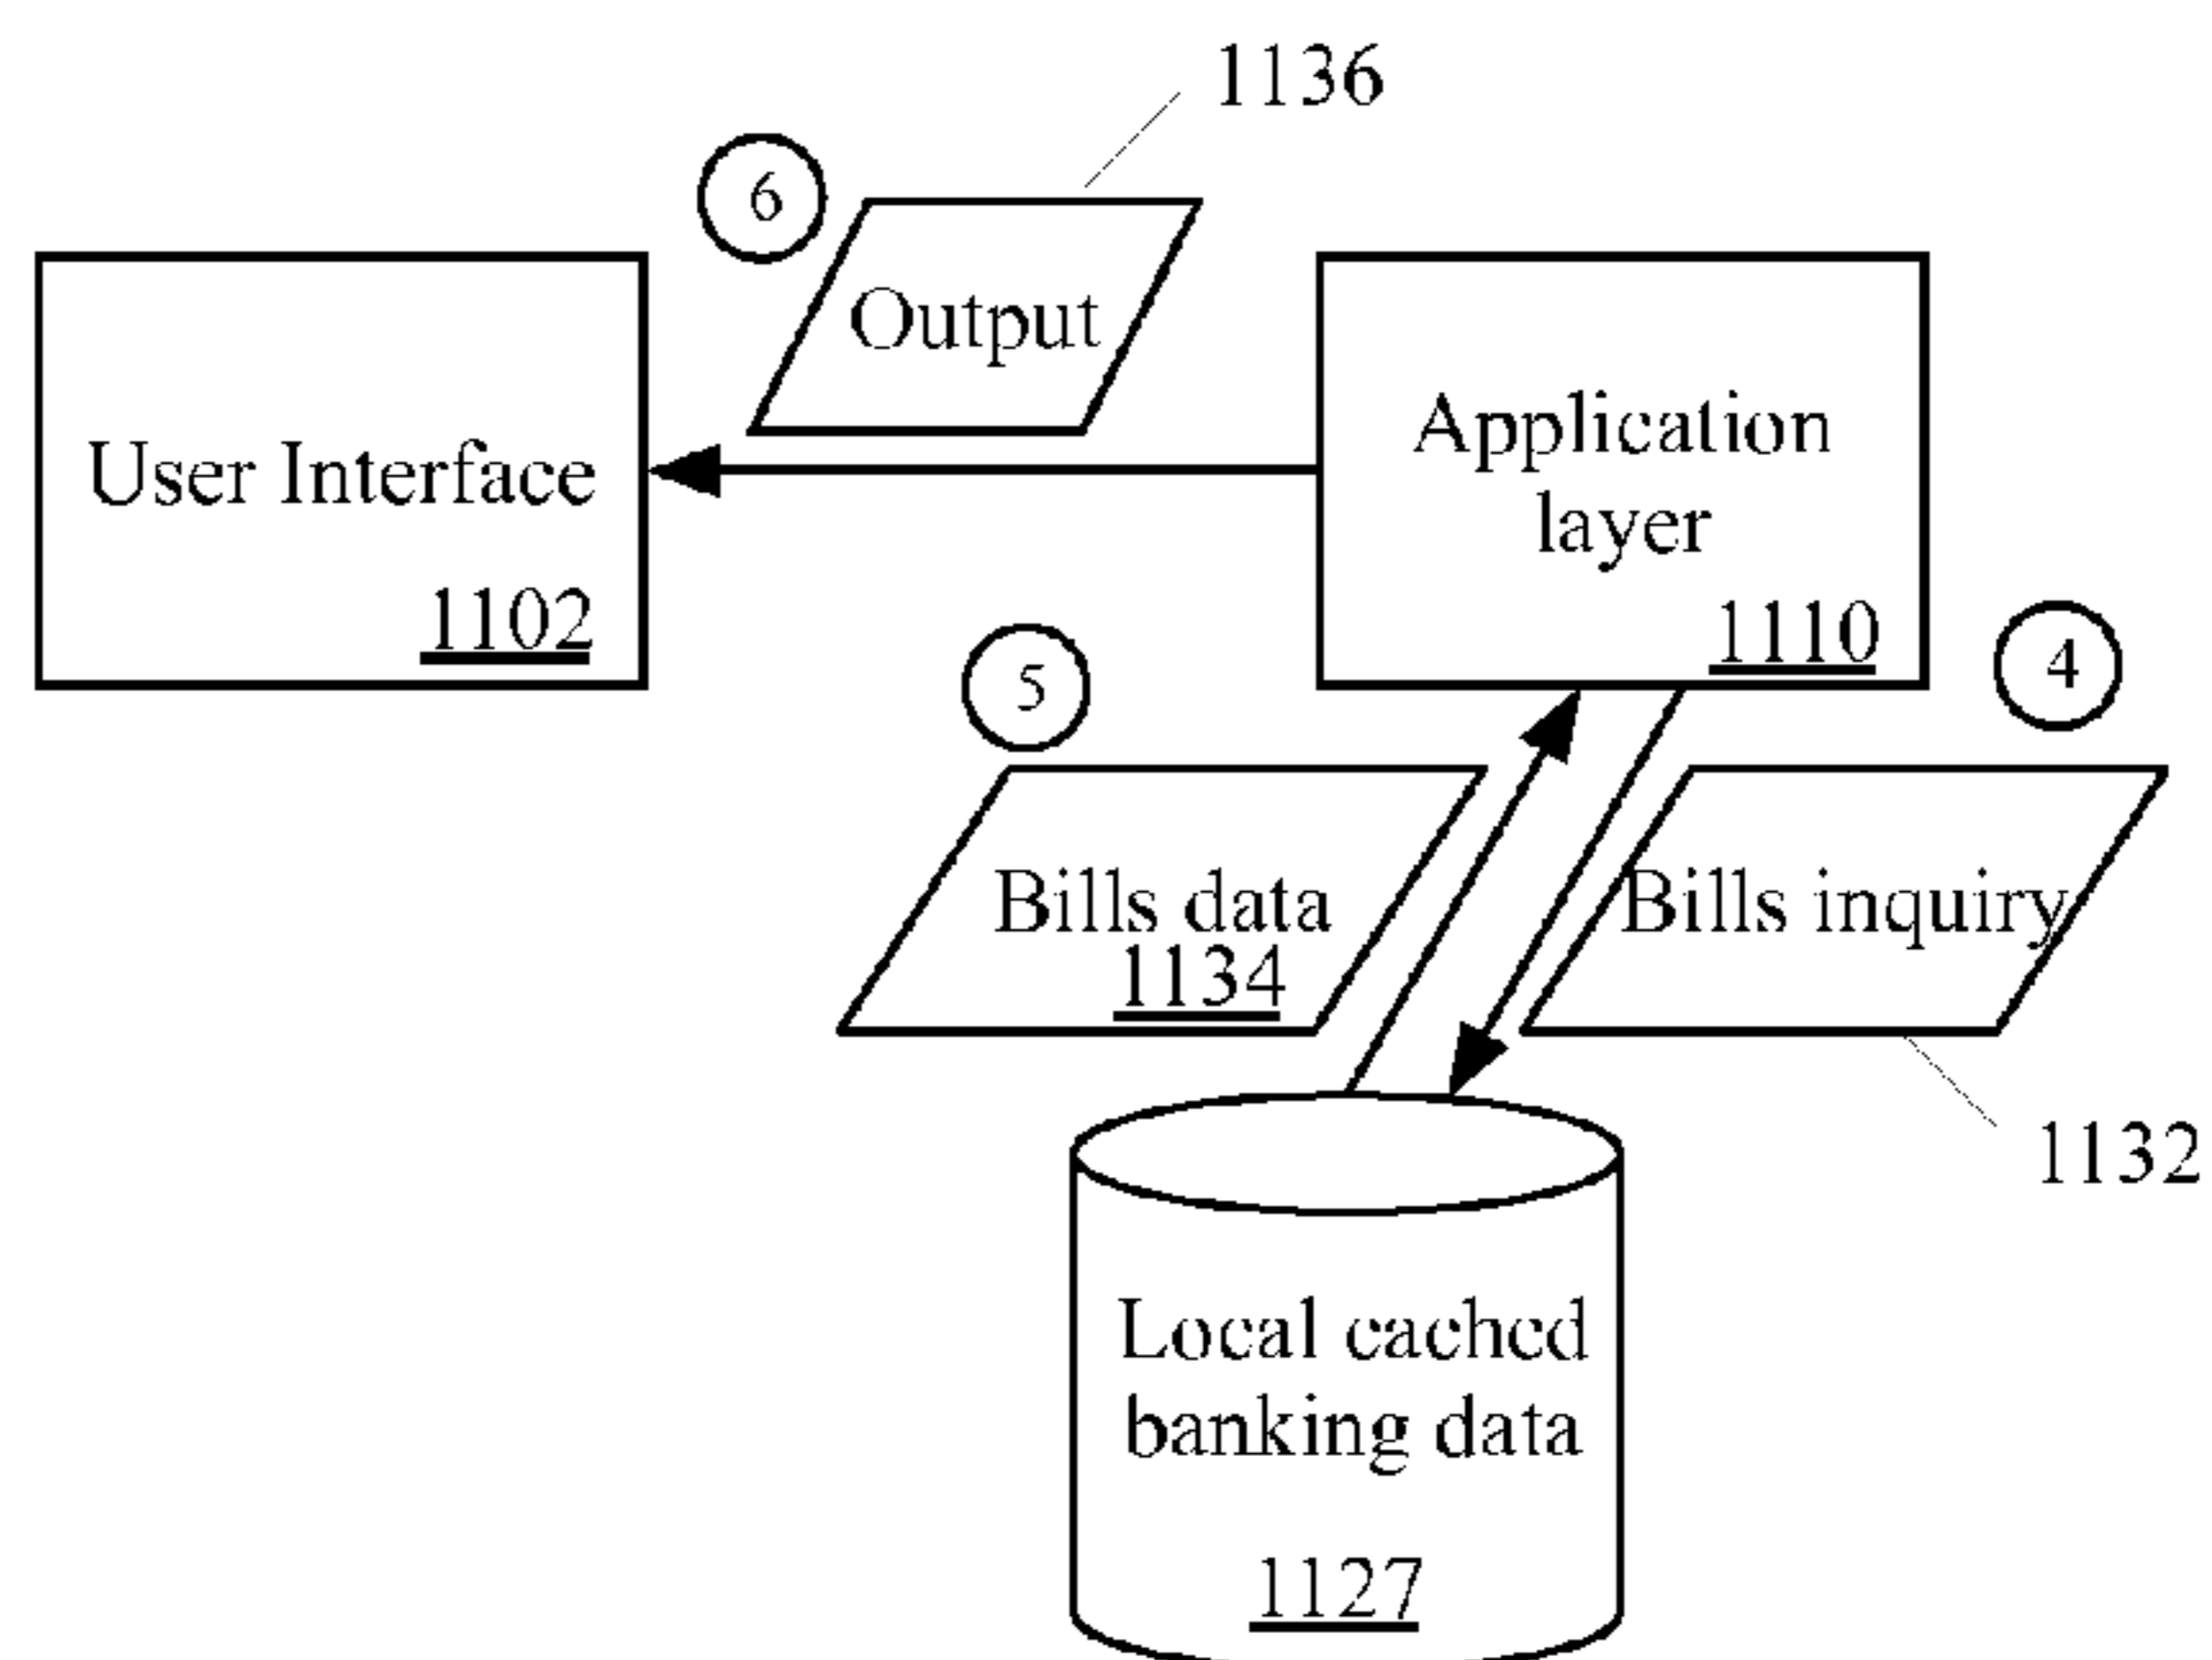 1136
6
Output
User Interface
1102
Application
layer
1110
4
5
Bills data
1134
Bills inquiry
1132
Local cached
banking data
1127